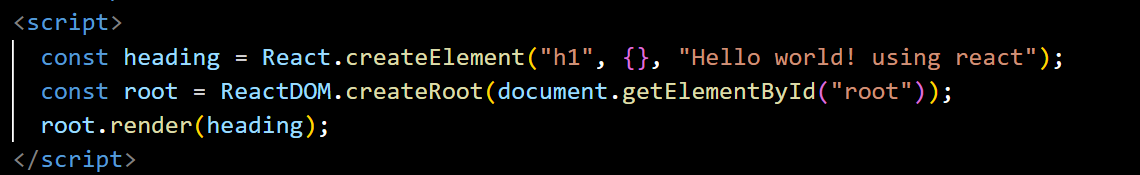 <script>
const heading = React.createElement("h1", {}, "Hello world! using react");
const root = ReactDOM.createRoot(document.getElementById("root"));
root.render(heading);
</script>